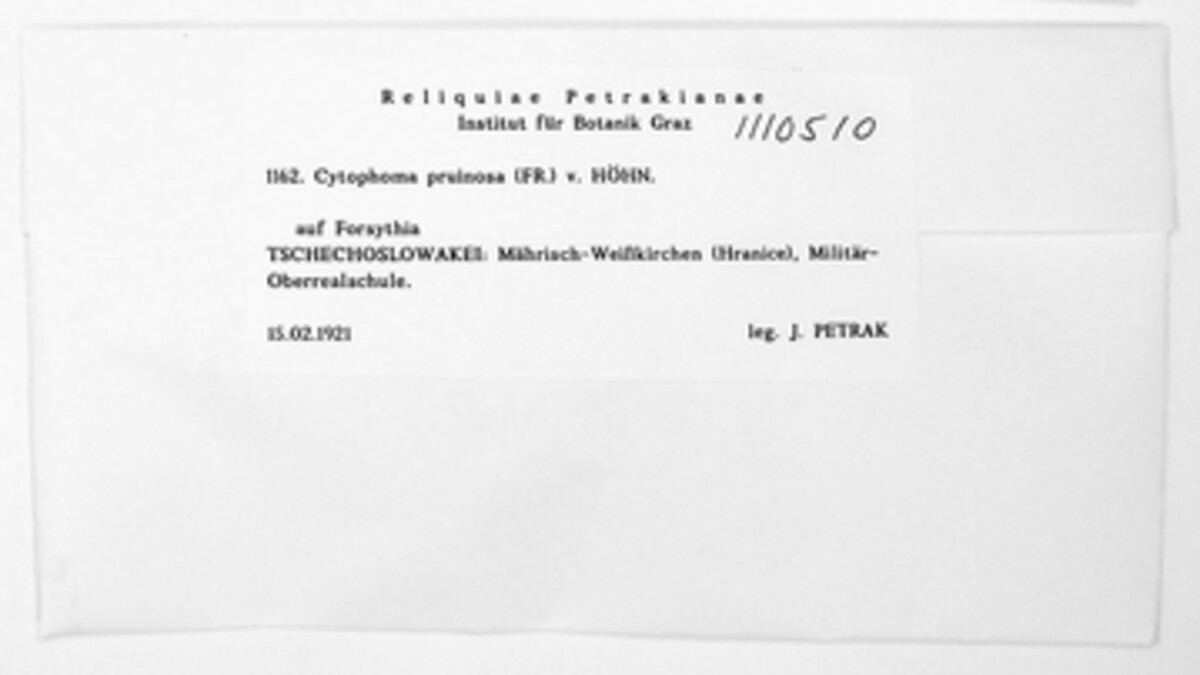 Reliquiae Petrakianae
Institut für Botanik Graz
1110510
1162. Cytophoma pruinosa (FR.) v. HÖHN.
auf Forsythia
TSCHECHOSLOWAKEI: Mährisch-Weißkirchen (Hranice), Militär-
Oberrealschule.
15.02.1921 leg. J. PETRAK